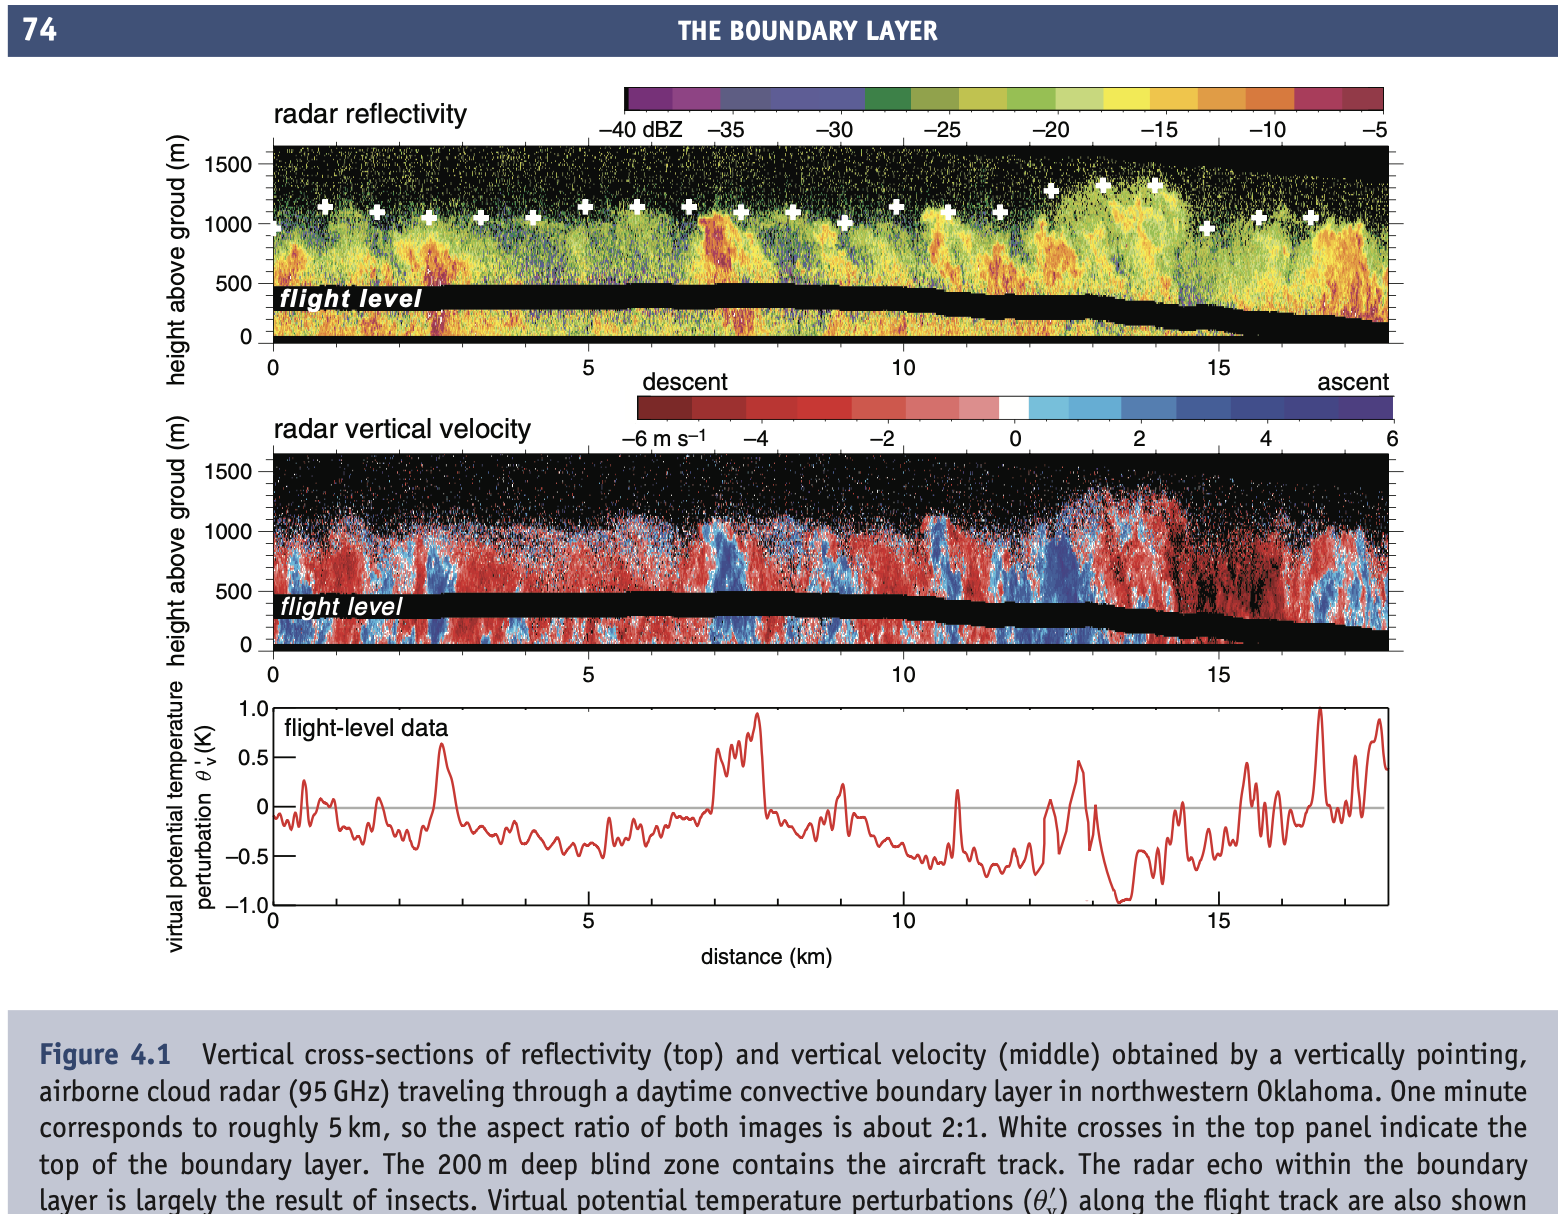 74
THE BOUNDARY LAYER
radar reflectivity
−40 dBZ −35 −30 −25 −20 −15 −10 −5
height above groud (m)
1500
1000
500
0
flight level
0 5 10 15
descent ascent
radar vertical velocity
−6 m s⁻¹ −4 −2 0 2 4 6
height above groud (m)
1500
1000
500
0
flight level
0 5 10 15
virtual potential temperature
perturbation θ′ᵥ (K)
flight-level data
1.0
0.5
0
−0.5
−1.0
0 5 10 15
distance (km)
Figure 4.1 Vertical cross-sections of reflectivity (top) and vertical velocity (middle) obtained by a vertically pointing,
airborne cloud radar (95 GHz) traveling through a daytime convective boundary layer in northwestern Oklahoma. One minute
corresponds to roughly 5 km, so the aspect ratio of both images is about 2:1. White crosses in the top panel indicate the
top of the boundary layer. The 200 m deep blind zone contains the aircraft track. The radar echo within the boundary
layer is largely the result of insects. Virtual potential temperature perturbations (θ′ᵥ) along the flight track are also shown